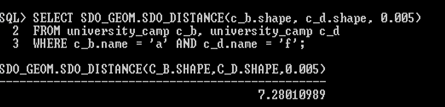 SQL> SELECT SDO_GEOM.SDO_DISTANCE(c_b.shape, c_d.shape, 0.005)
2 FROM university_camp c_b, university_camp c_d
3 WHERE c_b.name = 'a' AND c_d.name = 'f';
SDO_GEOM.SDO_DISTANCE(C_B.SHAPE,C_D.SHAPE,0.005)
------------------------------------------------
7.28010989